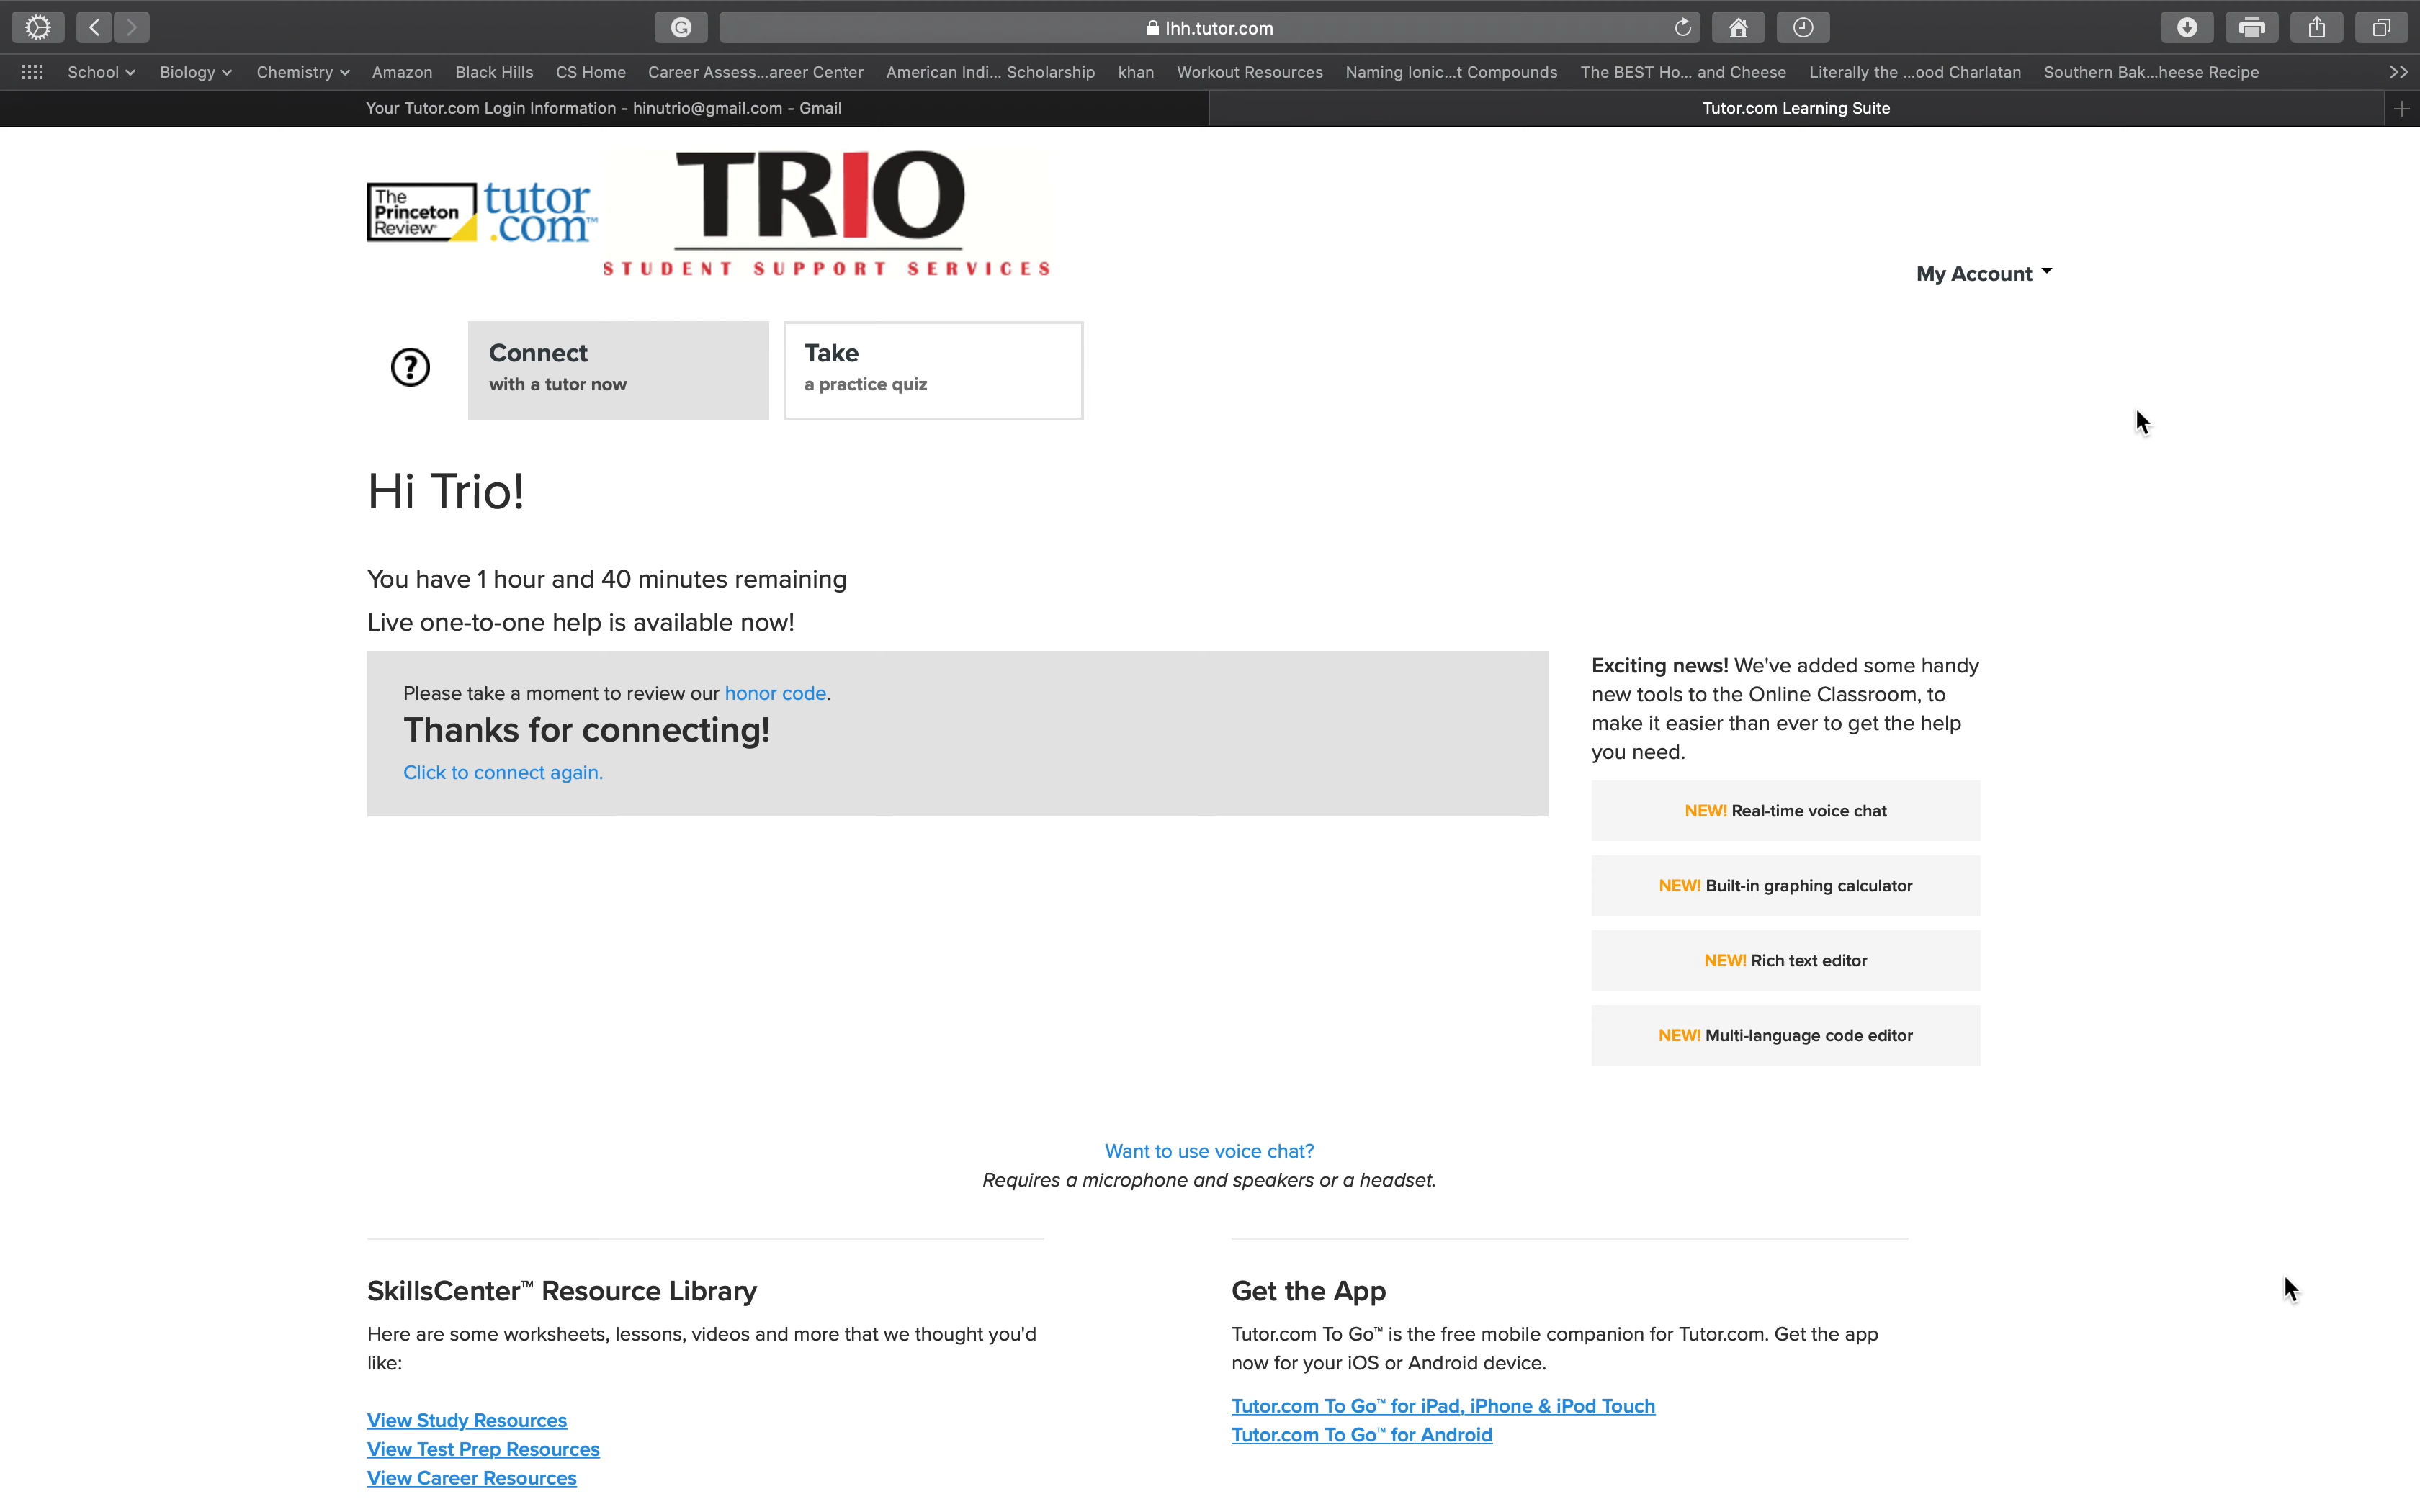 lhh.tutor.com
School Biology Chemistry Amazon Black Hills CS Home Career Assess...areer Center American Indi... Scholarship khan Workout Resources Naming Ionic...t Compounds The BEST Ho... and Cheese Literally the ...ood Charlatan Southern Bak...heese Recipe
Your Tutor.com Login Information - hinutrio@gmail.com - Gmail
Tutor.com Learning Suite
The
Princeton
Review
tutor
.com™
TRIO
STUDENT SUPPORT SERVICES
My Account
?
Connect
with a tutor now
Take
a practice quiz
Hi Trio!
You have 1 hour and 40 minutes remaining
Live one-to-one help is available now!
Please take a moment to review our honor code.
Thanks for connecting!
Click to connect again.
Exciting news! We've added some handy
new tools to the Online Classroom, to
make it easier than ever to get the help
you need.
NEW! Real-time voice chat
NEW! Built-in graphing calculator
NEW! Rich text editor
NEW! Multi-language code editor
Want to use voice chat?
Requires a microphone and speakers or a headset.
SkillsCenter™ Resource Library
Here are some worksheets, lessons, videos and more that we thought you'd
like:
View Study Resources
View Test Prep Resources
View Career Resources
Get the App
Tutor.com To Go™ is the free mobile companion for Tutor.com. Get the app
now for your iOS or Android device.
Tutor.com To Go™ for iPad, iPhone & iPod Touch
Tutor.com To Go™ for Android